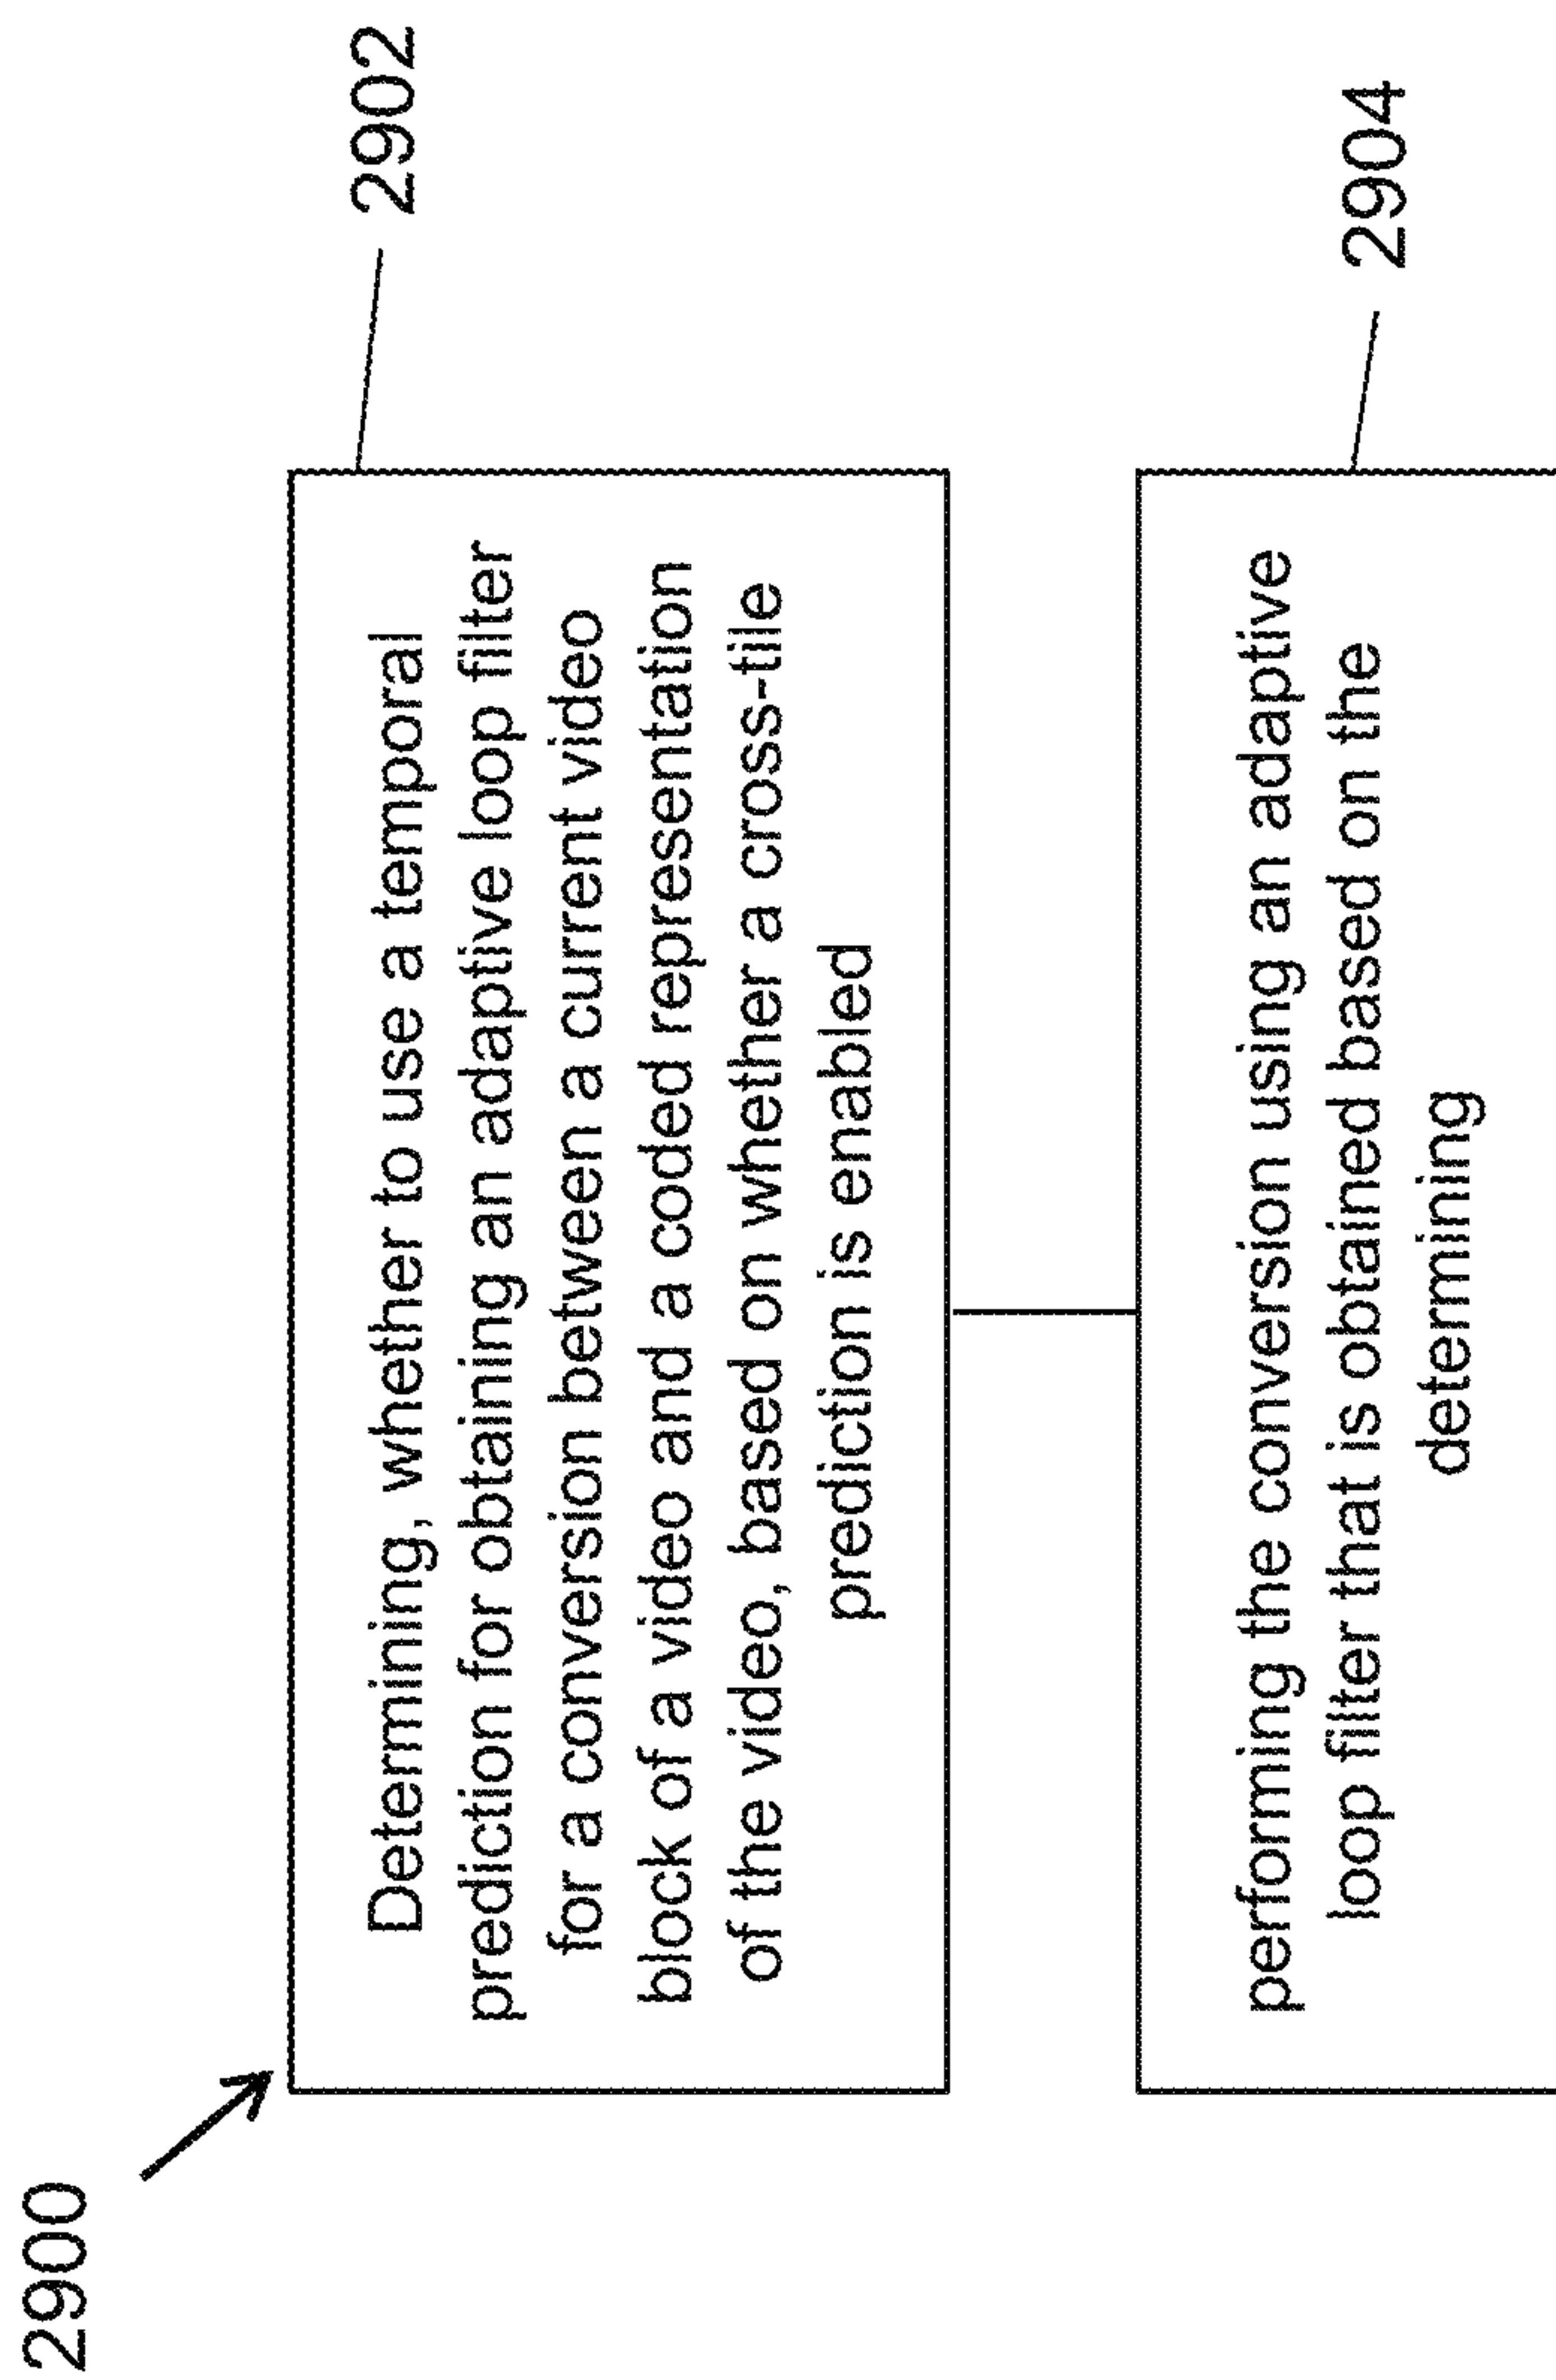 2900
2902
Determining, whether to use a temporal
prediction for obtaining an adaptive loop filter
for a conversion between a current video
block of a video and a coded representation
of the video, based on whether a cross-tile
prediction is enabled
2904
performing the conversion using an adaptive
loop filter that is obtained based on the
determining